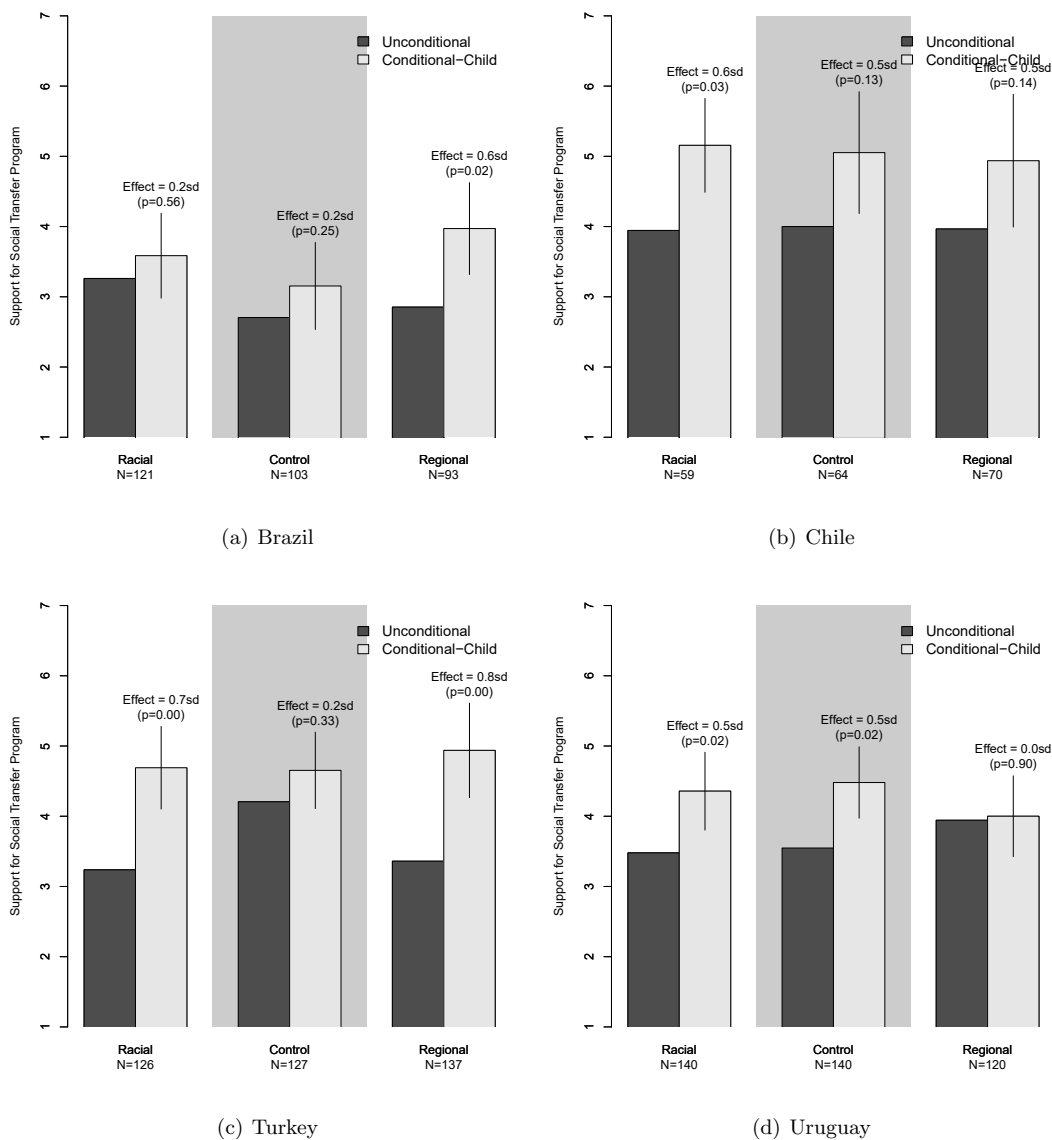 Support for Social Transfer Program
7
6
5
4
3
2
1
Unconditional
Conditional−Child
Effect = 0.2sd
(p=0.56)
Effect = 0.2sd
(p=0.25)
Effect = 0.6sd
(p=0.02)
Racial
N=121
Control
N=103
Regional
N=93
(a) Brazil
Support for Social Transfer Program
7
6
5
4
3
2
1
Unconditional
Conditional−Child
Effect = 0.6sd
(p=0.03)
Effect = 0.5sd
(p=0.13)
Effect = 0.5sd
(p=0.14)
Racial
N=59
Control
N=64
Regional
N=70
(b) Chile
Support for Social Transfer Program
7
6
5
4
3
2
1
Unconditional
Conditional−Child
Effect = 0.7sd
(p=0.00)
Effect = 0.2sd
(p=0.33)
Effect = 0.8sd
(p=0.00)
Racial
N=126
Control
N=127
Regional
N=137
(c) Turkey
Support for Social Transfer Program
7
6
5
4
3
2
1
Unconditional
Conditional−Child
Effect = 0.5sd
(p=0.02)
Effect = 0.5sd
(p=0.02)
Effect = 0.0sd
(p=0.90)
Racial
N=140
Control
N=140
Regional
N=120
(d) Uruguay